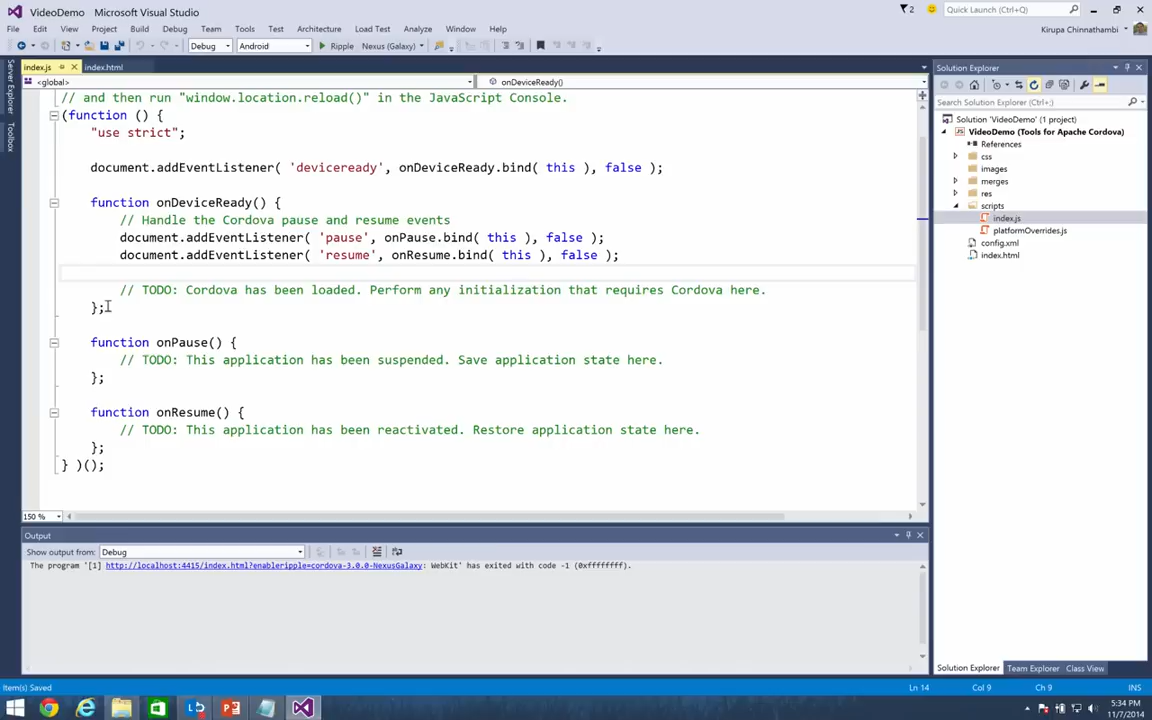 VideoDemo - Microsoft Visual Studio
2
Quick Launch (Ctrl+Q)
File Edit View Project Build Debug Team Tools Test Architecture Load Test Analyze Window Help
Kirupa Chinnathambi
Debug Android Ripple Nexus (Galaxy)
index.js index.html
Solution Explorer
<global> onDeviceReady()
Server Explorer
Toolbox
Search Solution Explorer (Ctrl+;)
Solution 'VideoDemo' (1 project)
VideoDemo (Tools for Apache Cordova)
References
css
images
merges
res
scripts
index.js
platformOverrides.js
config.xml
index.html
// and then run "window.location.reload()" in the JavaScript Console.
(function () {
"use strict";
document.addEventListener( 'deviceready', onDeviceReady.bind( this ), false );
function onDeviceReady() {
// Handle the Cordova pause and resume events
document.addEventListener( 'pause', onPause.bind( this ), false );
document.addEventListener( 'resume', onResume.bind( this ), false );
// TODO: Cordova has been loaded. Perform any initialization that requires Cordova here.
};
function onPause() {
// TODO: This application has been suspended. Save application state here.
};
function onResume() {
// TODO: This application has been reactivated. Restore application state here.
};
} )();
150 %
Output
Show output from: Debug
The program '[1] http://localhost:4415/index.html?enableripple=cordova-3.0.0-NexusGalaxy: WebKit' has exited with code -1 (0xffffffff).
Solution Explorer Team Explorer Class View
Item(s) Saved Ln 14 Col 9 Ch 9 INS
5:34 PM
11/7/2014